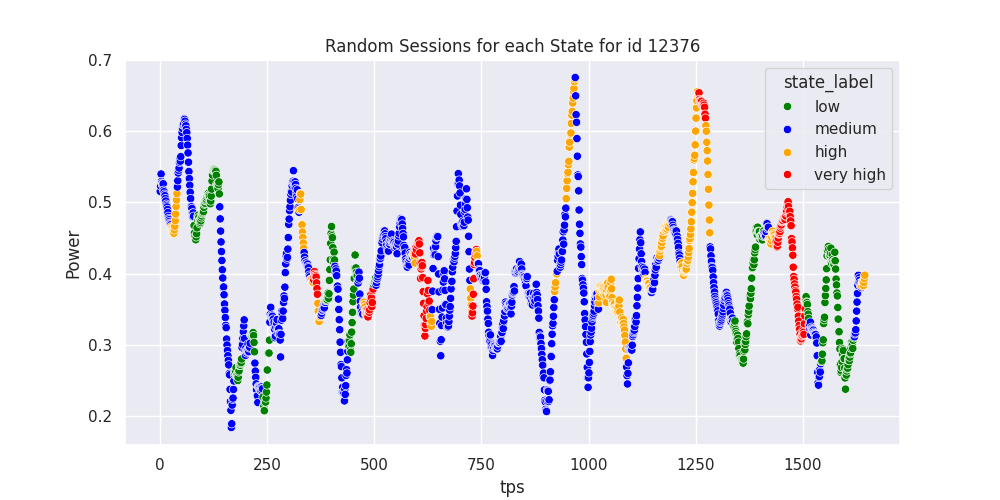 Random Sessions for each State for id 12376
Power
0.7
0.6
0.5
0.4
0.3
0.2
state_label
low
medium
high
very high
0 250 500 750 1000 1250 1500
tps